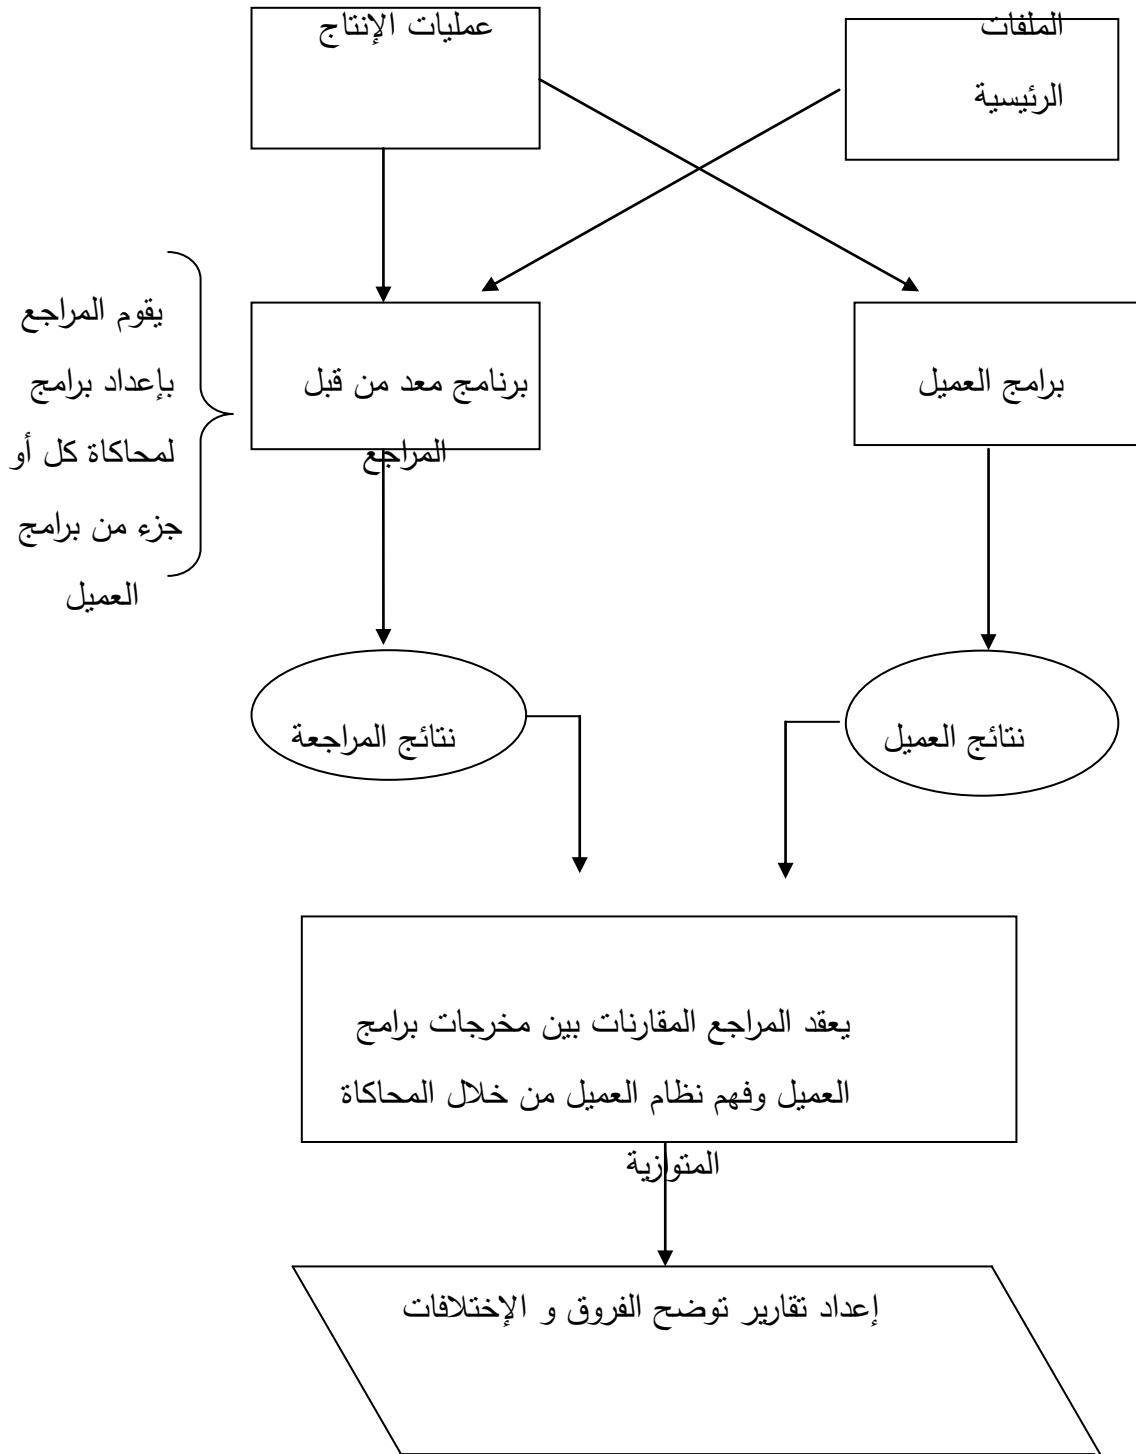 الملفات
الرئيسية
عمليات الإنتاج
برامج العميل
برنامج معد من قبل
المراجع
يقوم المراجع
بإعداد برامج
لمحاكاة كل أو
جزء من برامج
العميل
نتائج العميل
نتائج المراجعة
يعقد المراجع المقارنات بين مخرجات برامج
العميل وفهم نظام العميل من خلال المحاكاة
المتوازية
إعداد تقارير توضح الفروق و الإختلافات